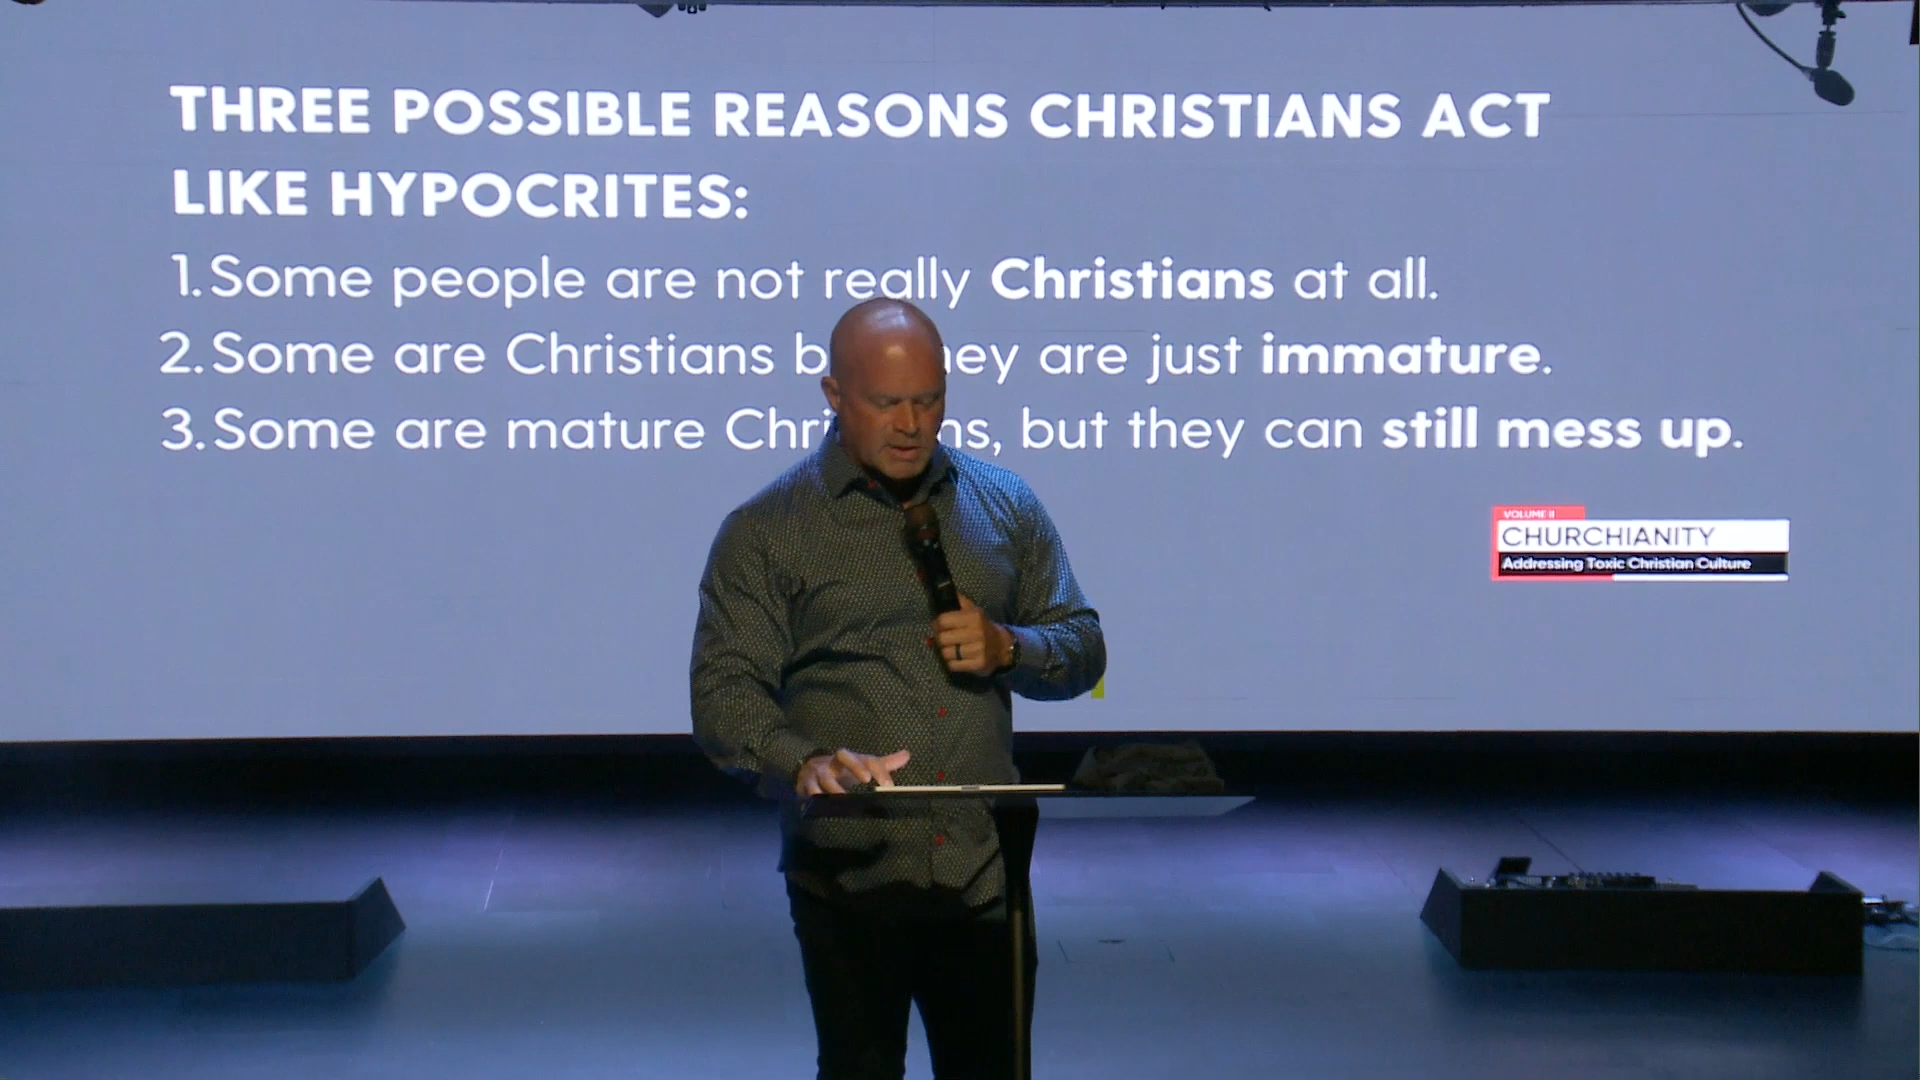 THREE POSSIBLE REASONS CHRISTIANS ACT
LIKE HYPOCRITES:
1. Some people are not really Christians at all.
2. Some are Christians are just immature.
3. Some are mature but they can still mess up.
VOLUME II
CHURCHIANITY
Addressing Toxic Christian Culture